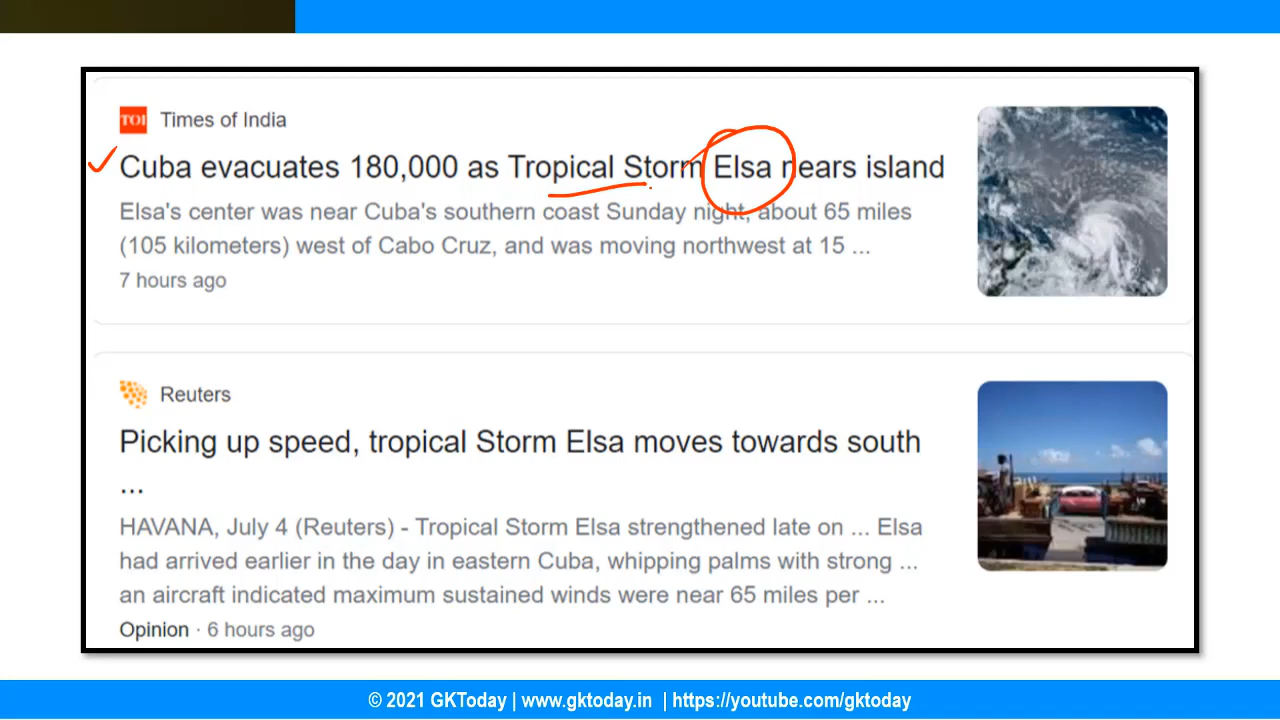 TOI Times of India
Cuba evacuates 180,000 as Tropical Storm Elsa nears island
Elsa's center was near Cuba's southern coast Sunday night, about 65 miles
(105 kilometers) west of Cabo Cruz, and was moving northwest at 15 ...
7 hours ago
Reuters
Picking up speed, tropical Storm Elsa moves towards south
...
HAVANA, July 4 (Reuters) - Tropical Storm Elsa strengthened late on ... Elsa
had arrived earlier in the day in eastern Cuba, whipping palms with strong ...
an aircraft indicated maximum sustained winds were near 65 miles per ...
Opinion · 6 hours ago
© 2021 GKToday | www.gktoday.in | https://youtube.com/gktoday